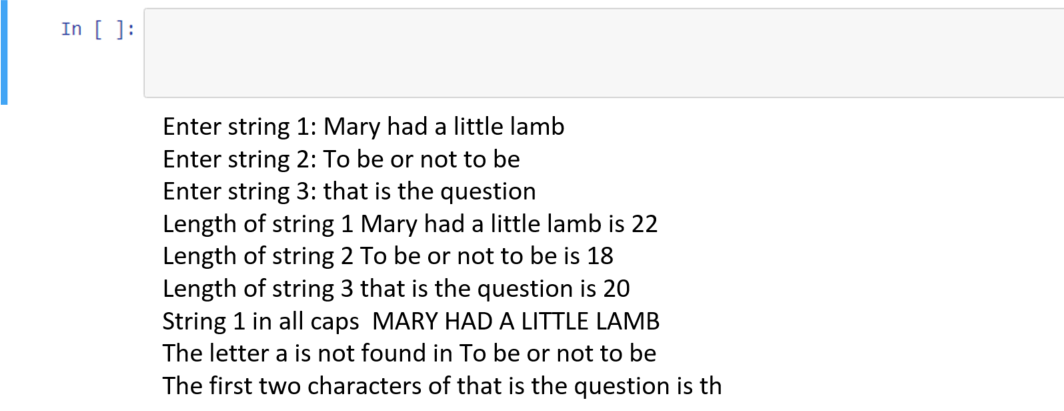 In [ ]:
Enter string 1: Mary had a little lamb
Enter string 2: To be or not to be
Enter string 3: that is the question
Length of string 1 Mary had a little lamb is 22
Length of string 2 To be or not to be is 18
Length of string 3 that is the question is 20
String 1 in all caps  MARY HAD A LITTLE LAMB
The letter a is not found in To be or not to be
The first two characters of that is the question is th